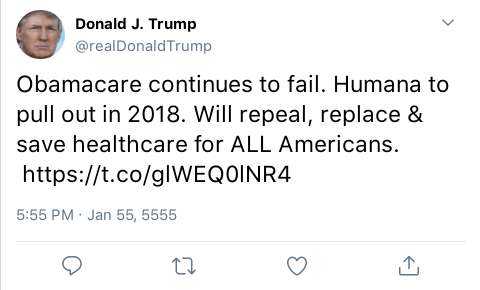 Donald J. Trump
@realDonaldTrump
Obamacare continues to fail. Humana to
pull out in 2018. Will repeal, replace &
save healthcare for ALL Americans.
https://t.co/glWEQ0lNR4
5:55 PM · Jan 55, 5555